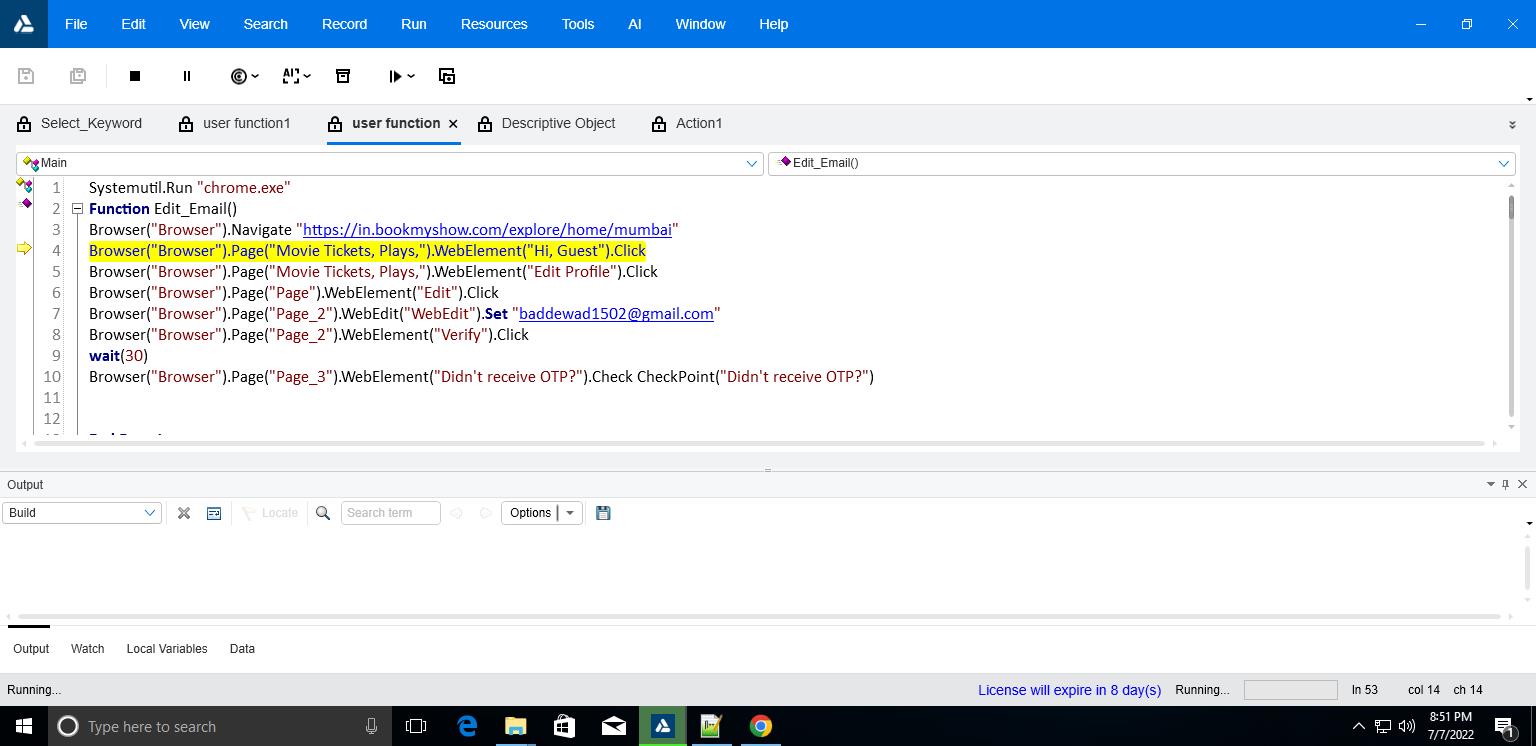 File Edit View Search Record Run Resources Tools AI Window Help
Select_Keyword user function1 user function Descriptive Object Action1
Main Edit_Email()
1 Systemutil.Run "chrome.exe"
2 Function Edit_Email()
3 Browser("Browser").Navigate "https://in.bookmyshow.com/explore/home/mumbai"
4 Browser("Browser").Page("Movie Tickets, Plays,").WebElement("Hi, Guest").Click
5 Browser("Browser").Page("Movie Tickets, Plays,").WebElement("Edit Profile").Click
6 Browser("Browser").Page("Page").WebElement("Edit").Click
7 Browser("Browser").Page("Page_2").WebEdit("WebEdit").Set "baddewad1502@gmail.com"
8 Browser("Browser").Page("Page_2").WebElement("Verify").Click
9 wait(30)
10 Browser("Browser").Page("Page_3").WebElement("Didn't receive OTP?").Check CheckPoint("Didn't receive OTP?")
11
12
Output
Build Locate Search term Options
Output Watch Local Variables Data
Running... License will expire in 8 day(s) Running... ln 53 col 14 ch 14
Type here to search 8:51 PM
7/7/2022 1